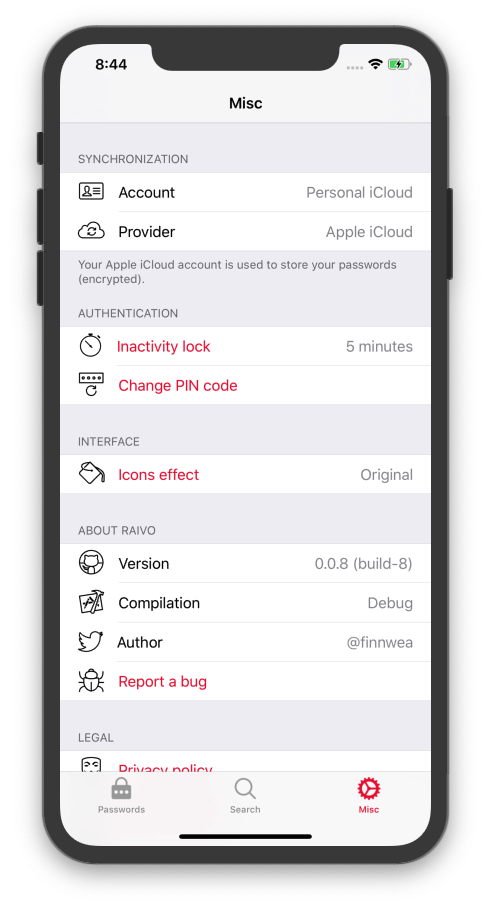 8:44
Misc
SYNCHRONIZATION
Account Personal iCloud
Provider Apple iCloud
Your Apple iCloud account is used to store your passwords
(encrypted).
AUTHENTICATION
Inactivity lock 5 minutes
Change PIN code
INTERFACE
Icons effect Original
ABOUT RAIVO
Version 0.0.8 (build-8)
Compilation Debug
Author @finnwea
Report a bug
LEGAL
Privacy policy
Passwords Search Misc